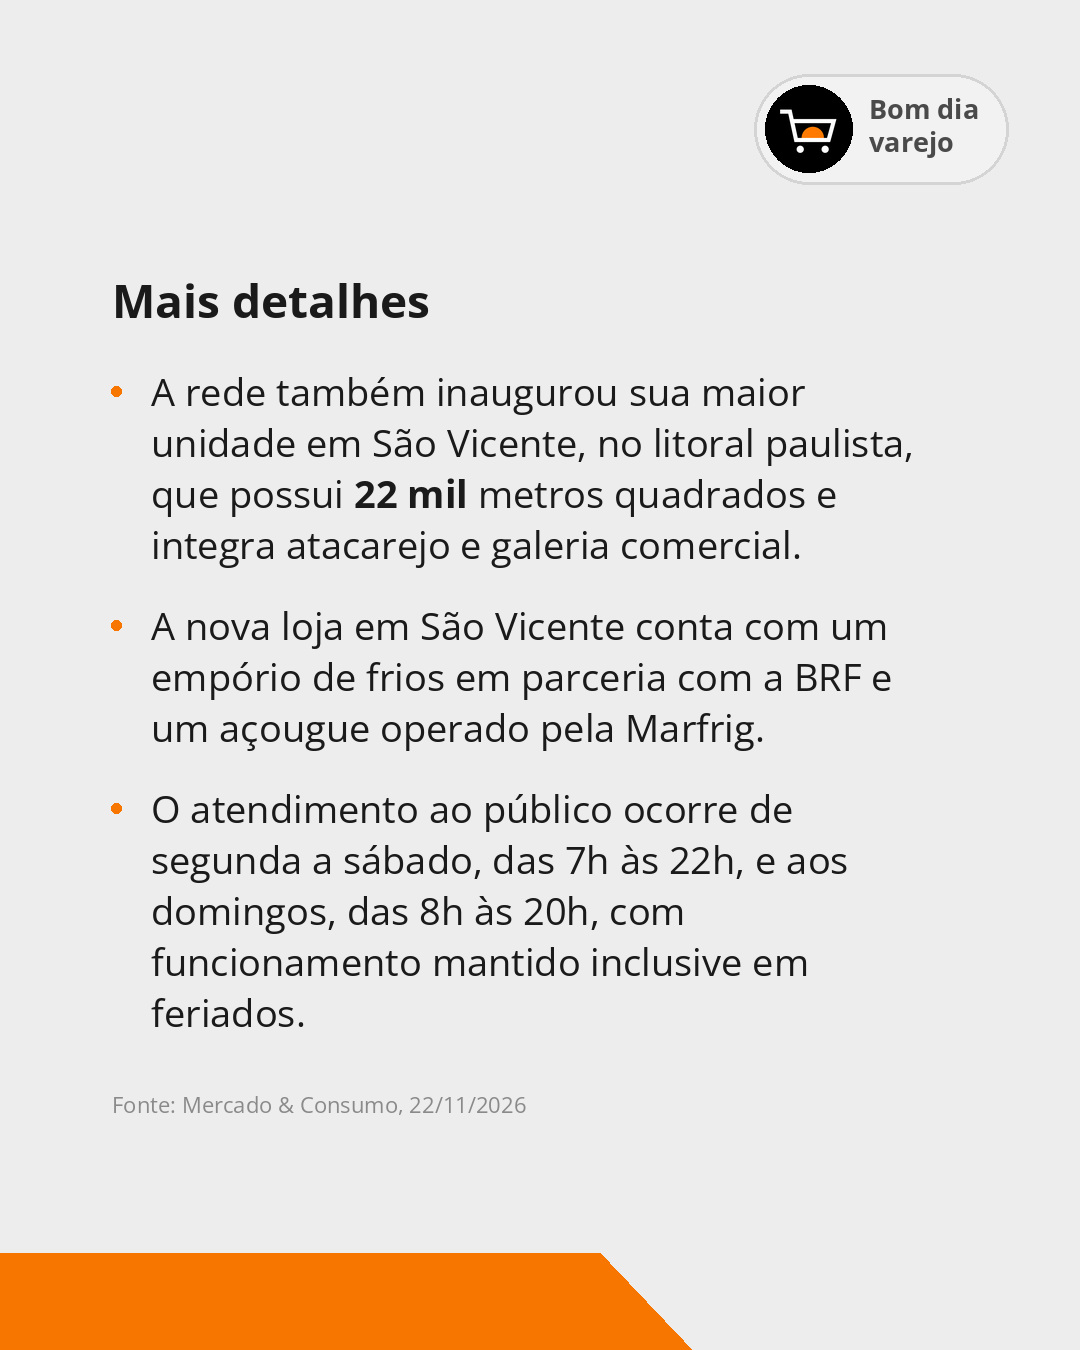 Bom dia
varejo
Mais detalhes
• A rede também inaugurou sua maior
unidade em São Vicente, no litoral paulista,
que possui 22 mil metros quadrados e
integra atacarejo e galeria comercial.
• A nova loja em São Vicente conta com um
empório de frios em parceria com a BRF e
um açougue operado pela Marfrig.
• O atendimento ao público ocorre de
segunda a sábado, das 7h às 22h, e aos
domingos, das 8h às 20h, com
funcionamento mantido inclusive em
feriados.
Fonte: Mercado & Consumo, 22/11/2026